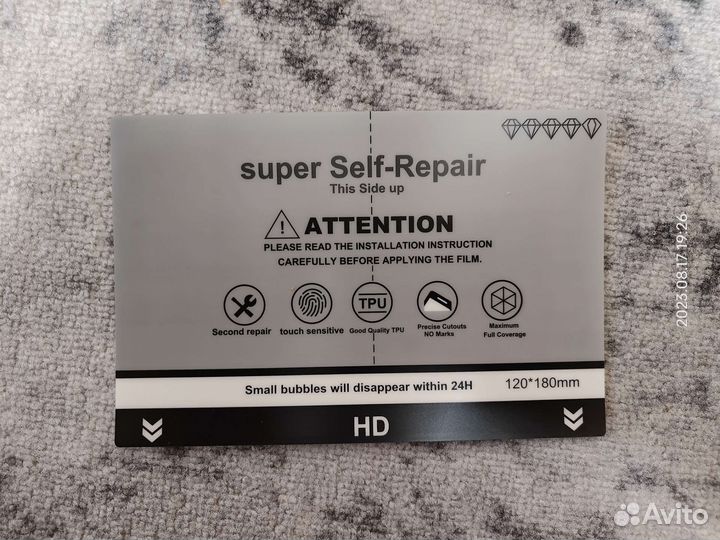 super Self-Repair
This Side up
! ATTENTION
PLEASE READ THE INSTALLATION INSTRUCTION
CAREFULLY BEFORE APPLYING THE FILM.
Second repair
touch sensitive
TPU
Good Quality TPU
Precise Cutouts
NO Marks
Maximum
Full Coverage
Small bubbles will disappear within 24H
120*180mm
HD
2023.08.17 19:26
Avito